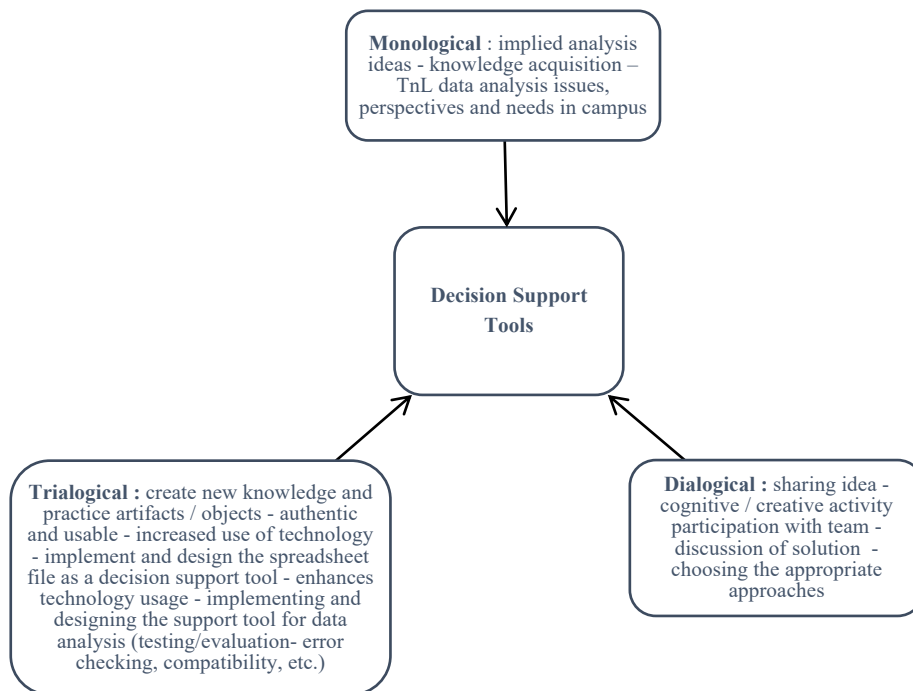 Monological : implied analysis
ideas - knowledge acquisition –
TnL data analysis issues,
perspectives and needs in campus
Decision Support
Tools
Trialogical : create new knowledge and
practice artifacts / objects - authentic
and usable - increased use of technology
- implement and design the spreadsheet
file as a decision support tool - enhances
technology usage - implementing and
designing the support tool for data
analysis (testing/evaluation- error
checking, compatibility, etc.)
Dialogical : sharing idea -
cognitive / creative activity
participation with team -
discussion of solution  -
choosing the appropriate
approaches